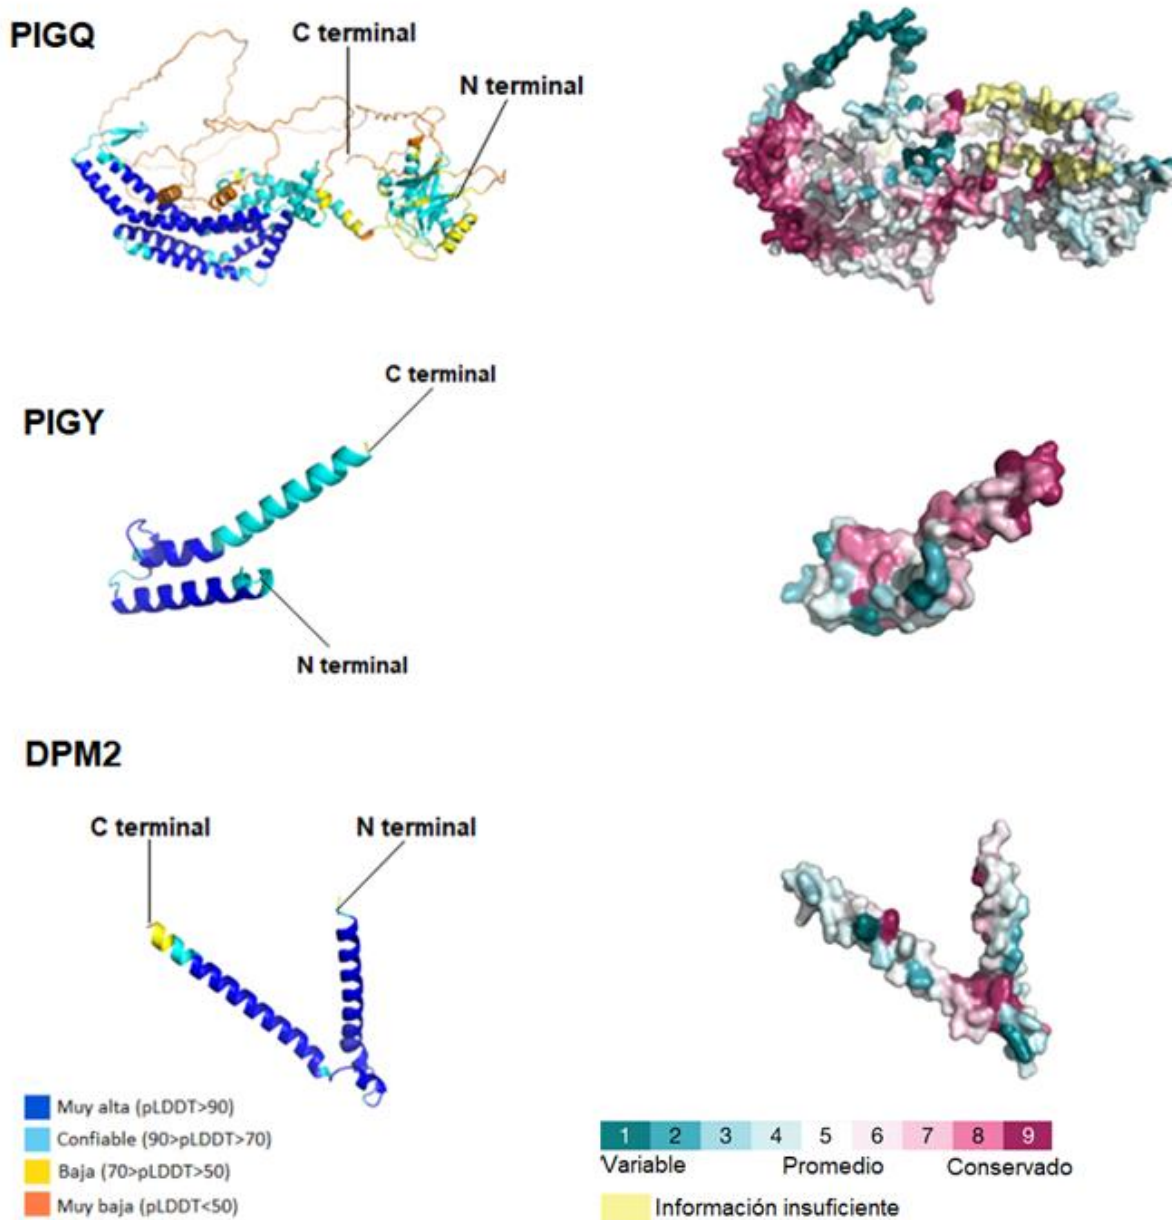 PIGQ
C terminal
N terminal
PIGY
C terminal
N terminal
DPM2
C terminal
N terminal
Muy alta (pLDDT>90)
Confiable (90>pLDDT>70)
Baja (70>pLDDT>50)
Muy baja (pLDDT<50)
1 2 3 4 5 6 7 8 9
Variable Promedio Conservado
Información insuficiente